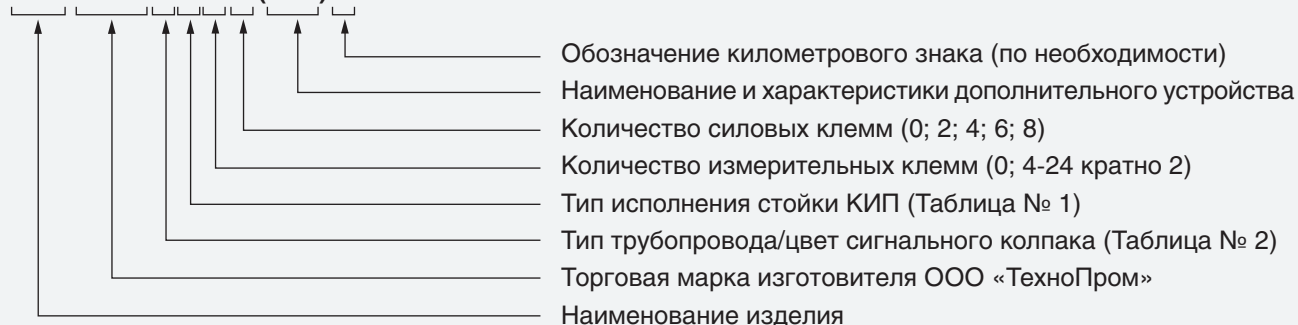 Обозначение километрового знака (по необходимости)
Наименование и характеристики дополнительного устройства
Количество силовых клемм (0; 2; 4; 6; 8)
Количество измерительных клемм (0; 4-24 кратно 2)
Тип исполнения стойки КИП (Таблица № 1)
Тип трубопровода/цвет сигнального колпака (Таблица № 2)
Торговая марка изготовителя ООО «ТехноПром»
Наименование изделия